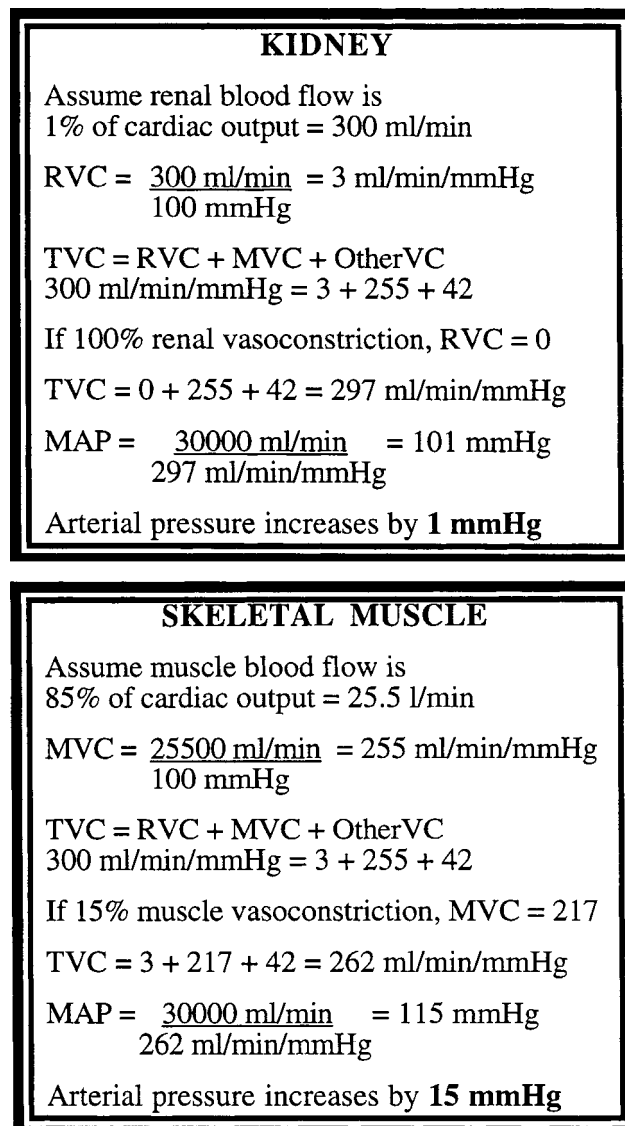 KIDNEY
Assume renal blood flow is
1% of cardiac output = 300 ml/min
RVC = 300 ml/min = 3 ml/min/mmHg
100 mmHg
TVC = RVC + MVC + OtherVC
300 ml/min/mmHg = 3 + 255 + 42
If 100% renal vasoconstriction, RVC = 0
TVC = 0 + 255 + 42 = 297 ml/min/mmHg
MAP = 30000 ml/min = 101 mmHg
297 ml/min/mmHg
Arterial pressure increases by 1 mmHg
SKELETAL MUSCLE
Assume muscle blood flow is
85% of cardiac output = 25.5 l/min
MVC = 25500 ml/min = 255 ml/min/mmHg
100 mmHg
TVC = RVC + MVC + OtherVC
300 ml/min/mmHg = 3 + 255 + 42
If 15% muscle vasoconstriction, MVC = 217
TVC = 3 + 217 + 42 = 262 ml/min/mmHg
MAP = 30000 ml/min = 115 mmHg
262 ml/min/mmHg
Arterial pressure increases by 15 mmHg